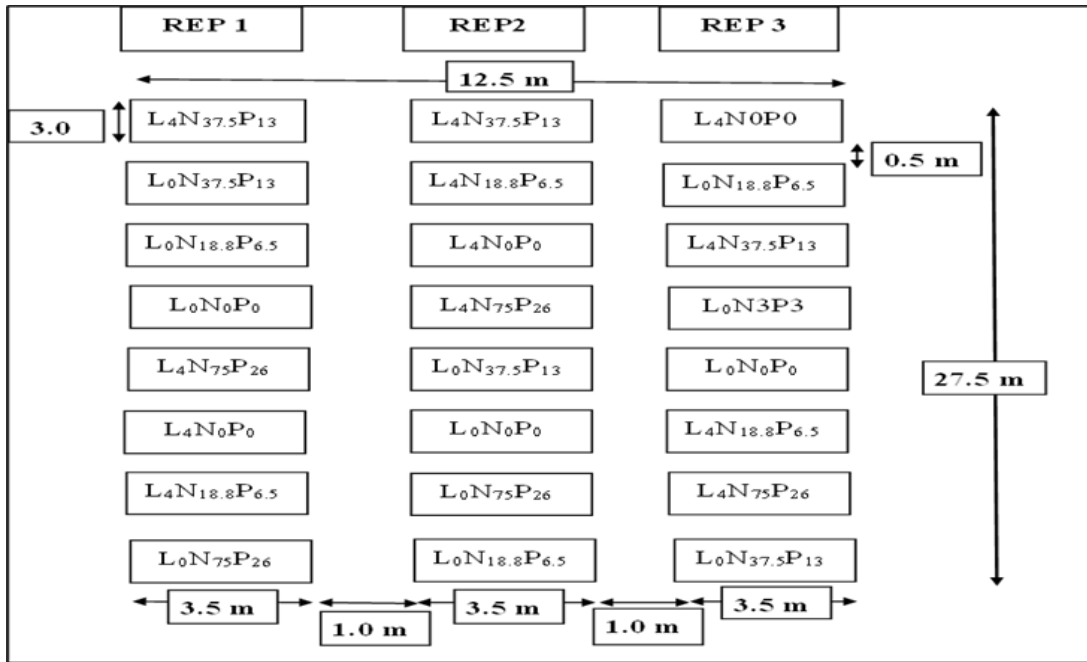 REP 1 REP2 REP 3
12.5 m
3.0 L₄N₃₇.₅P₁₃ L₄N₃₇.₅P₁₃ L₄N0P0
0.5 m
L₀N₃₇.₅P₁₃ L₄N₁₈.₈P₆.₅ L₀N₁₈.₈P₆.₅
L₀N₁₈.₈P₆.₅ L₄N₀P₀ L₄N₃₇.₅P₁₃
L₀N₀P₀ L₄N₇₅P₂₆ L₀N3P3
L₄N₇₅P₂₆ L₀N₃₇.₅P₁₃ L₀N₀P₀
27.5 m
L₄N₀P₀ L₀N₀P₀ L₄N₁₈.₈P₆.₅
L₄N₁₈.₈P₆.₅ L₀N₇₅P₂₆ L₄N₇₅P₂₆
L₀N₇₅P₂₆ L₀N₁₈.₈P₆.₅ L₀N₃₇.₅P₁₃
3.5 m 3.5 m 3.5 m
1.0 m 1.0 m